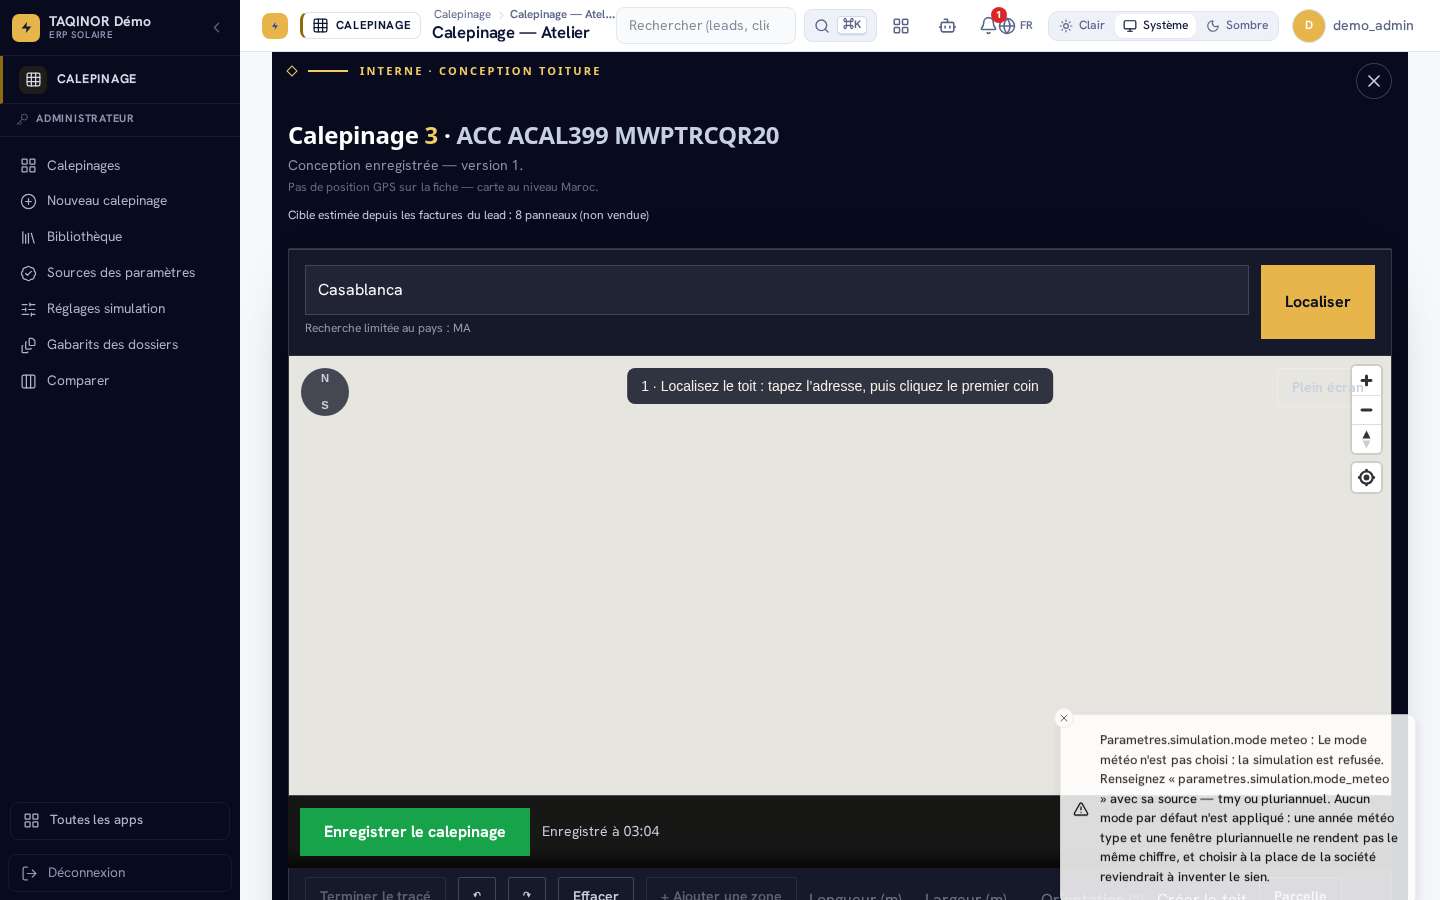 TAQINOR Démo
ERP SOLAIRE
CALEPINAGE
ADMINISTRATEUR
Calepinages
Nouveau calepinage
Bibliothèque
Sources des paramètres
Réglages simulation
Gabarits des dossiers
Comparer
Toutes les apps
Déconnexion
CALEPINAGE
Calepinage
Calepinage — Atel...
Calepinage — Atelier
Rechercher (leads, clie
⌘K
1
FR
Clair
Système
Sombre
D
demo_admin
INTERNE · CONCEPTION TOITURE
Calepinage 3 · ACC ACAL399 MWPTRCQR20
Conception enregistrée — version 1.
Pas de position GPS sur la fiche — carte au niveau Maroc.
Cible estimée depuis les factures du lead : 8 panneaux (non vendue)
Casablanca
Localiser
Recherche limitée au pays : MA
N
S
1 · Localisez le toit : tapez l’adresse, puis cliquez le premier coin
Plein écran
Parametres.simulation.mode meteo : Le mode
météo n'est pas choisi : la simulation est refusée.
Renseignez « parametres.simulation.mode_meteo
» avec sa source — tmy ou pluriannuel. Aucun
mode par défaut n'est appliqué : une année météo
type et une fenêtre pluriannuelle ne rendent pas le
même chiffre, et choisir à la place de la société
reviendrait à inventer le sien.
Enregistrer le calepinage
Enregistré à 03:04
Terminer le tracé
Effacer
+ Ajouter une zone
Longueur (m)
Largeur (m)
Créer le toit
Parcelle